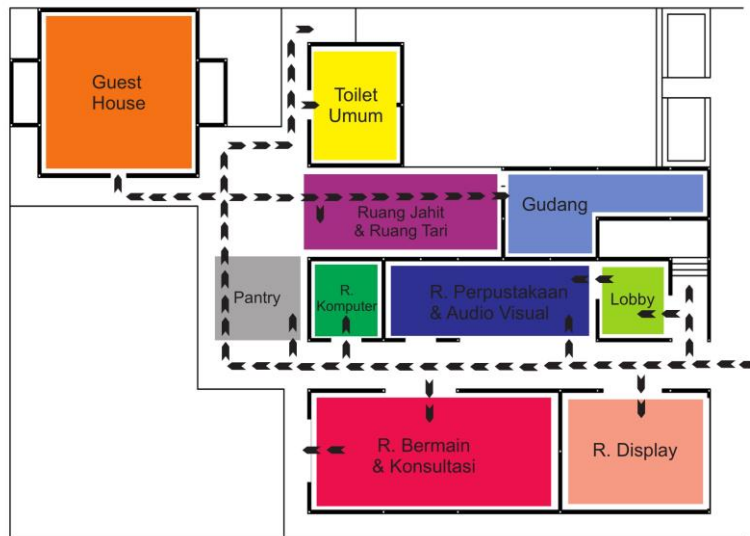 Guest
House
Toilet
Umum
Ruang Jahit
& Ruang Tari
Gudang
Pantry
R.
Komputer
R. Perpustakaan
& Audio Visual
Lobby
R. Bermain
& Konsultasi
R. Display